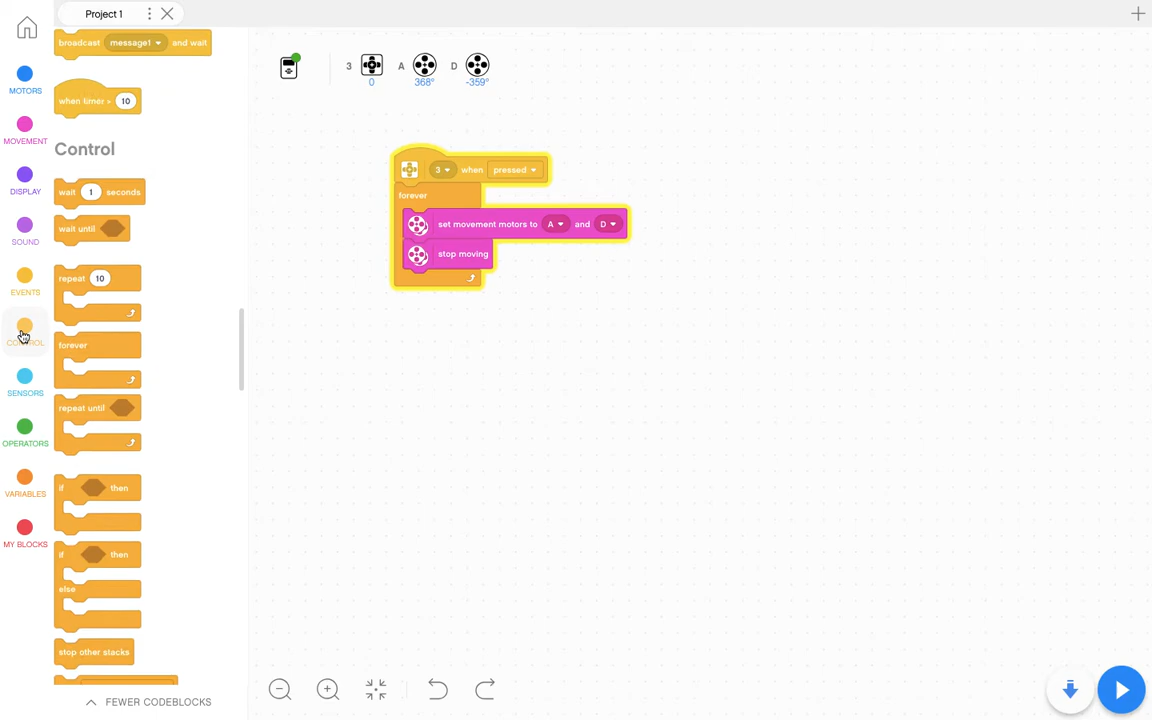 Project 1
MOTORS
MOVEMENT
DISPLAY
SOUND
EVENTS
CONTROL
SENSORS
OPERATORS
VARIABLES
MY BLOCKS
broadcast message1 and wait
when timer > 10
Control
wait 1 seconds
wait until
repeat 10
forever
repeat until
if then
if then
else
stop other stacks
FEWER CODEBLOCKS
3 A D
0 368° -359°
3 when pressed
forever
set movement motors to A and D
stop moving